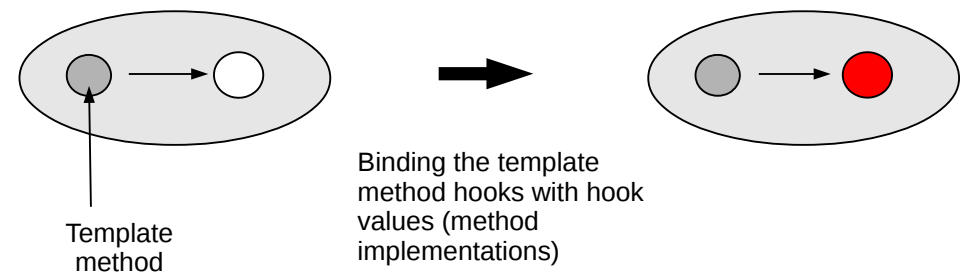 Binding the template
method hooks with hook
values (method
implementations)
Template
method